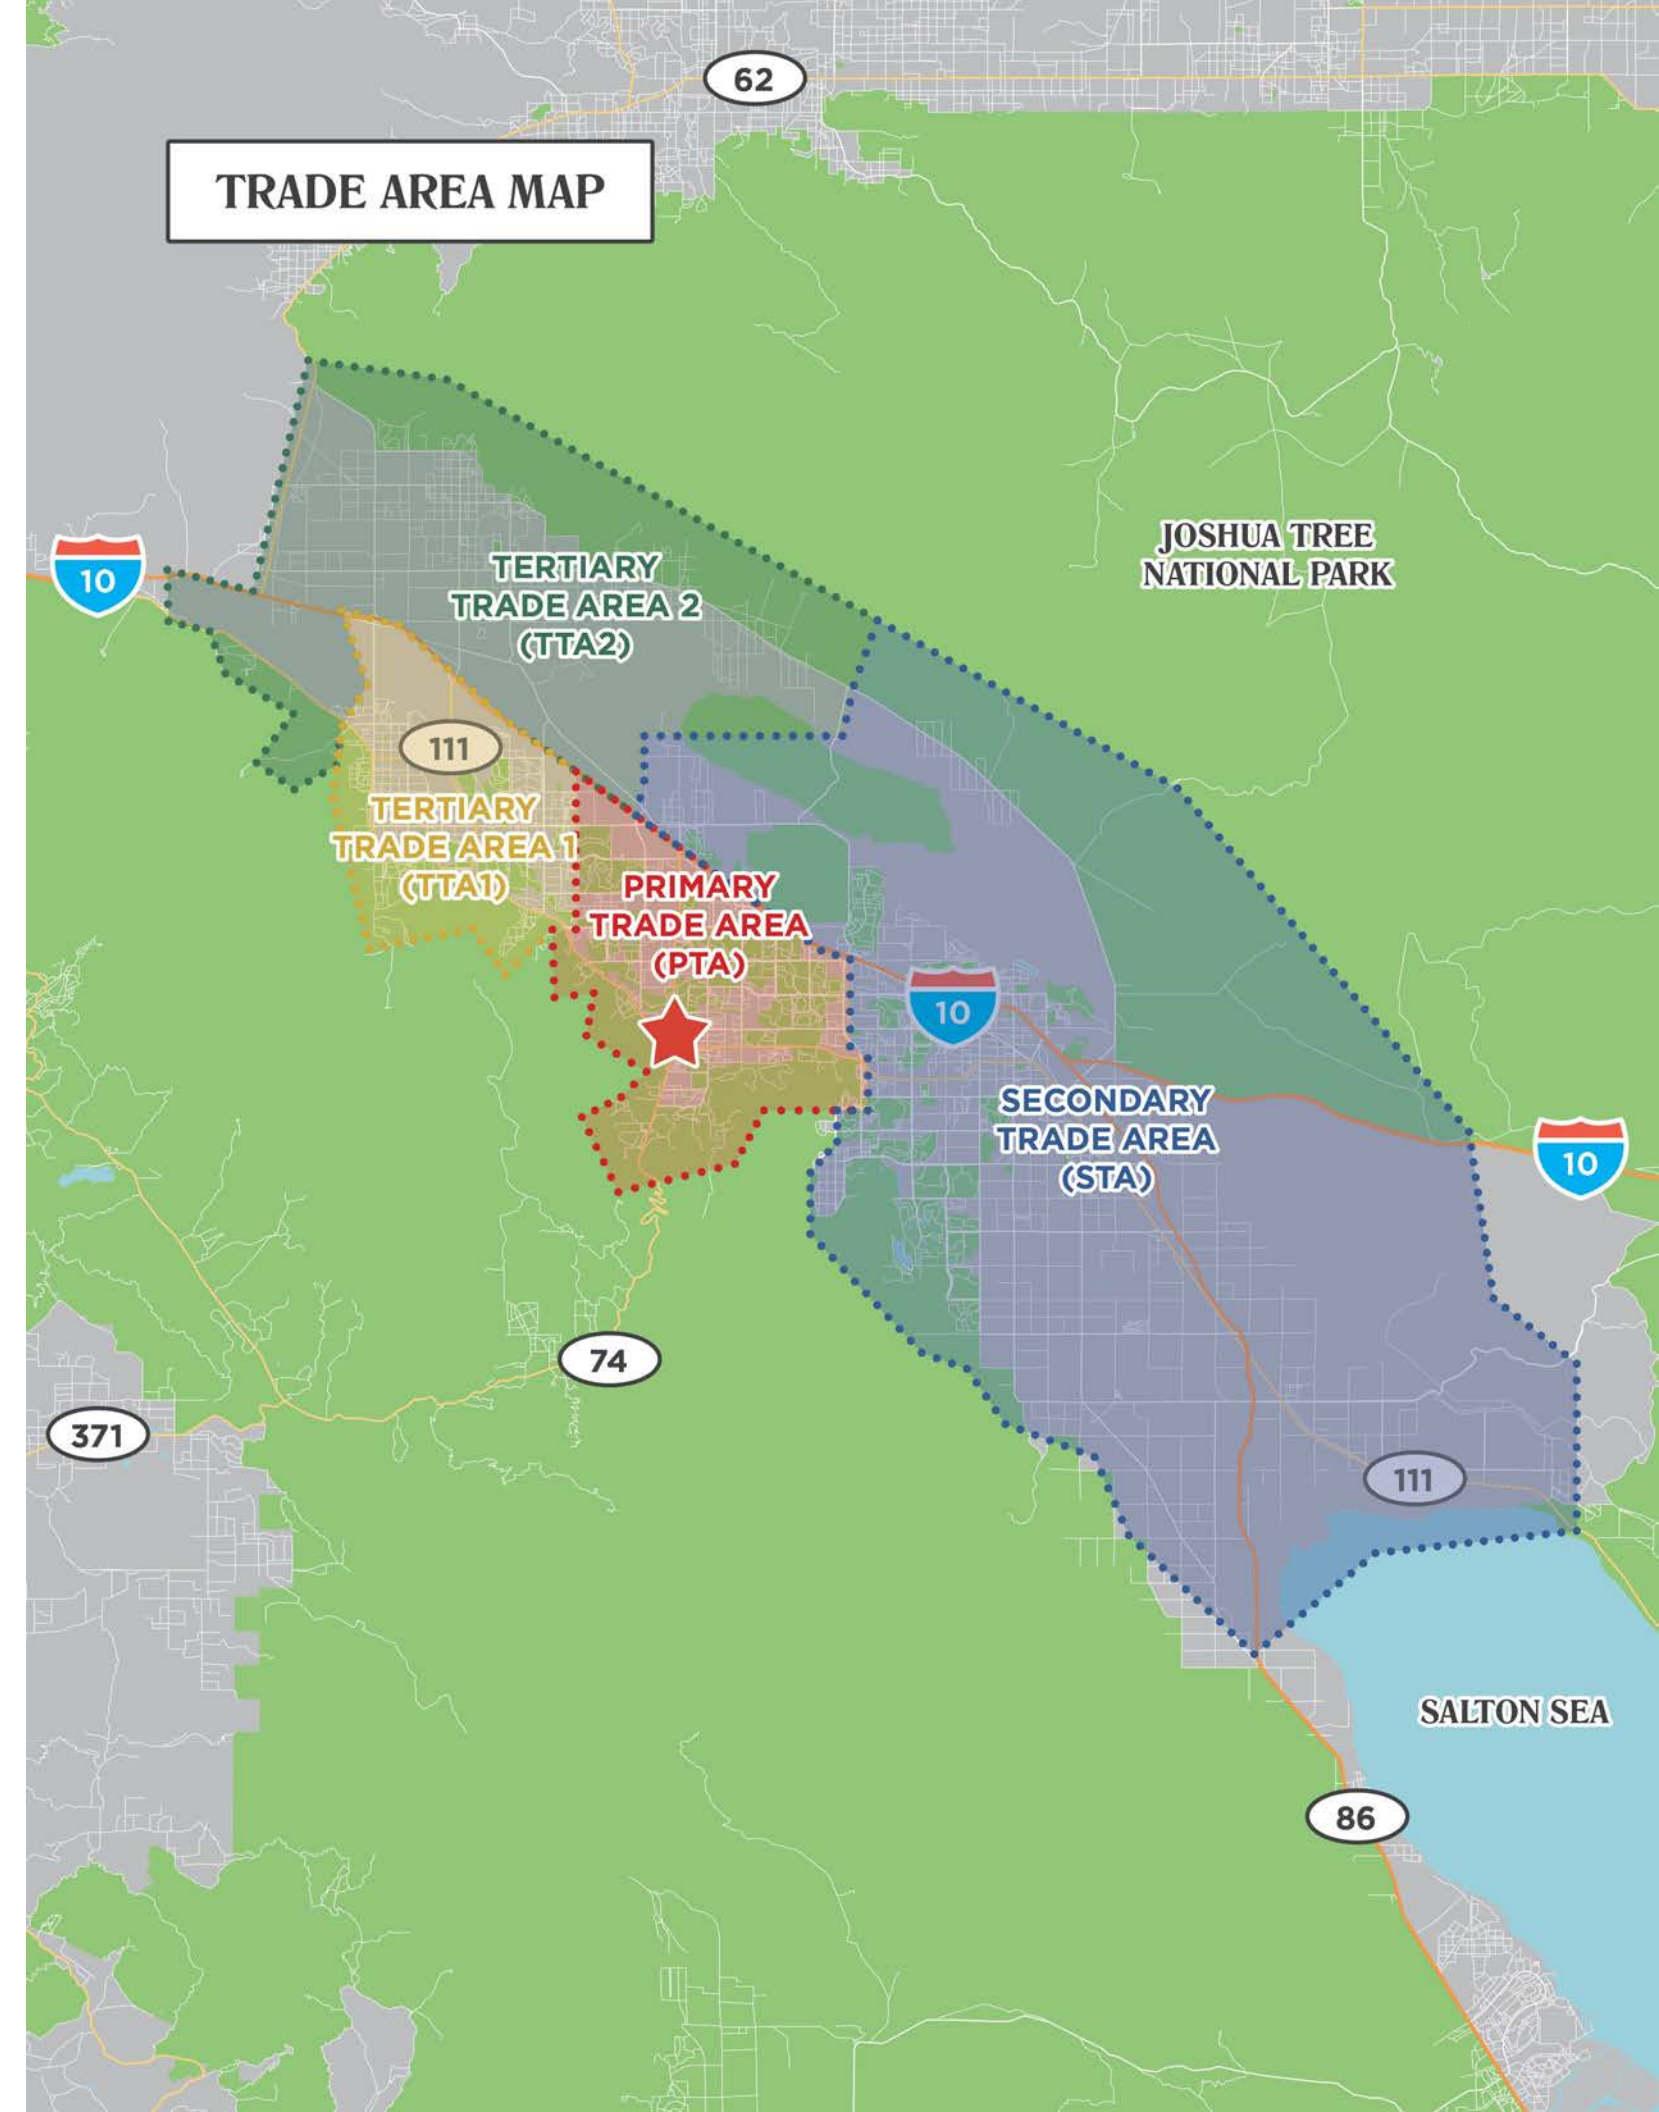 62
TRADE AREA MAP
JOSHUA TREE
NATIONAL PARK
10
TERTIARY
TRADE AREA 2
(TTA2)
111
TERTIARY
TRADE AREA 1
(TTA1)
PRIMARY
TRADE AREA
(PTA)
10
SECONDARY
TRADE AREA
(STA)
10
74
371
111
SALTON SEA
86